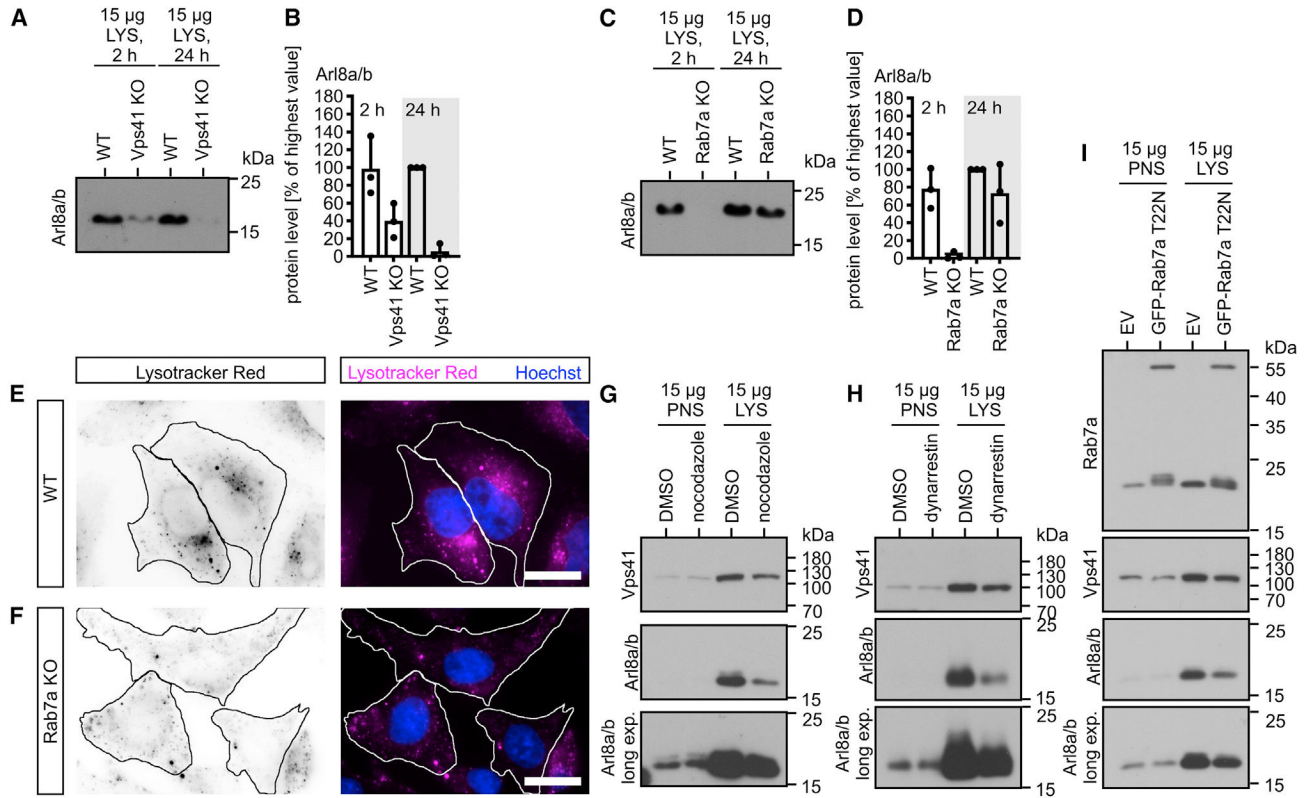 A
15 µg LYS, 2 h
15 µg LYS, 24 h
WT
Vps41 KO
WT
Vps41 KO
kDa
25
15
Arl8a/b
B
Arl8a/b
protein level [% of highest value]
180
160
140
120
100
80
60
40
20
0
2 h
24 h
WT
Vps41 KO
WT
Vps41 KO
C
15 µg LYS, 2 h
15 µg LYS, 24 h
WT
Rab7a KO
WT
Rab7a KO
kDa
25
15
Arl8a/b
D
Arl8a/b
protein level [% of highest value]
180
160
140
120
100
80
60
40
20
0
2 h
24 h
WT
Rab7a KO
WT
Rab7a KO
Lysotracker Red
Lysotracker Red Hoechst
E
WT
F
Rab7a KO
G
15 µg PNS
15 µg LYS
DMSO
nocodazole
DMSO
nocodazole
kDa
Vps41
180
130
100
70
Arl8a/b
25
15
Arl8a/b long exp.
25
15
H
15 µg PNS
15 µg LYS
DMSO
dynarrestin
DMSO
dynarrestin
kDa
Vps41
180
130
100
70
Arl8a/b
25
15
Arl8a/b long exp.
25
15
I
15 µg PNS
15 µg LYS
EV
GFP-Rab7a T22N
EV
GFP-Rab7a T22N
kDa
Rab7a
55
40
35
25
15
Vps41
180
130
100
70
Arl8a/b
25
15
Arl8a/b long exp.
25
15